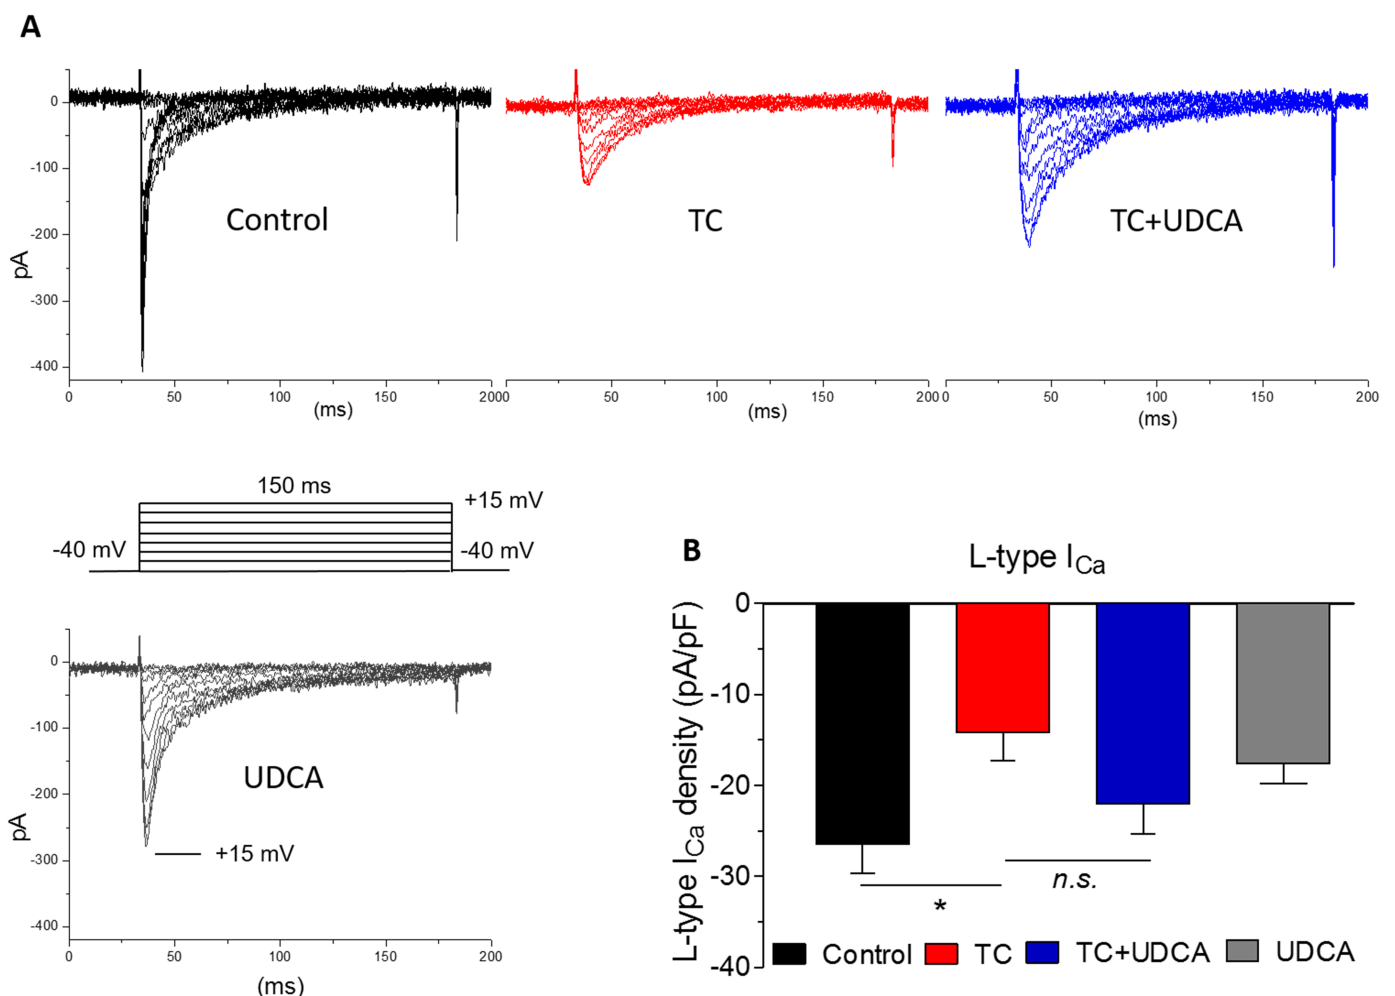 A
0
-100
-200
-300
-400
pA
Control
TC
TC+UDCA
0 50 100 150 200
(ms)
50 100 150 200
(ms)
0 50 100 150 200
(ms)
150 ms
+15 mV
-40 mV
-40 mV
0
-100
-200
-300
-400
pA
UDCA
+15 mV
0 50 100 150 200
(ms)
B
L-type ICa
L-type ICa density (pA/pF)
0
-10
-20
-30
-40
*
n.s.
Control TC TC+UDCA UDCA